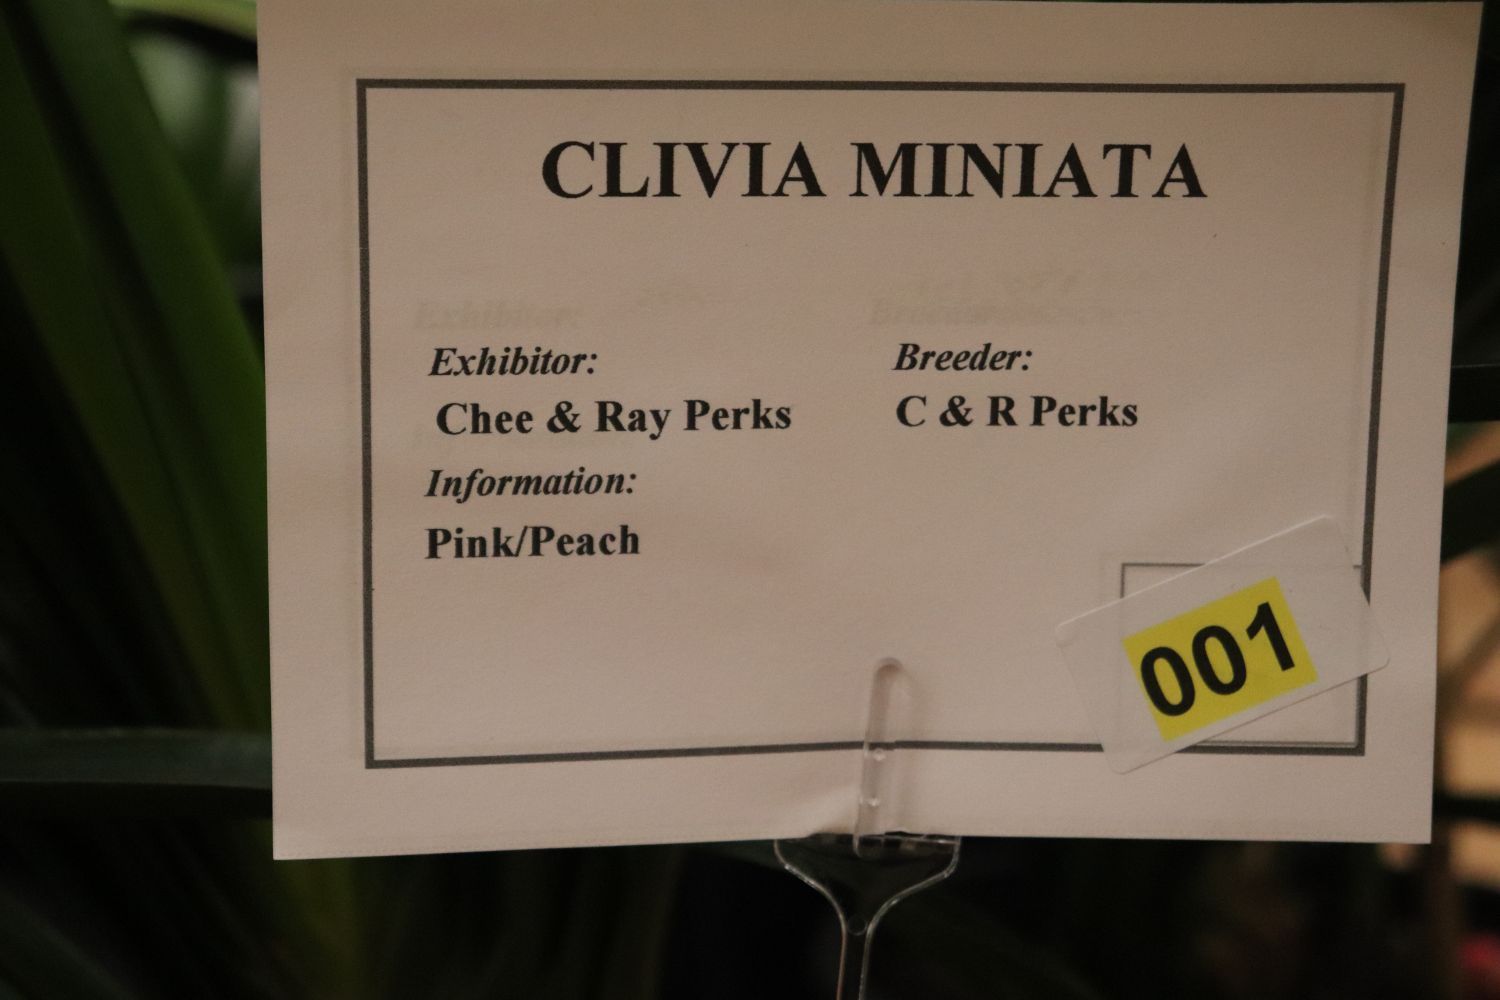 CLIVIA MINIATA
Exhibitor:
Breeder:
Chee & Ray Perks
C & R Perks
Information:
Pink/Peach
001